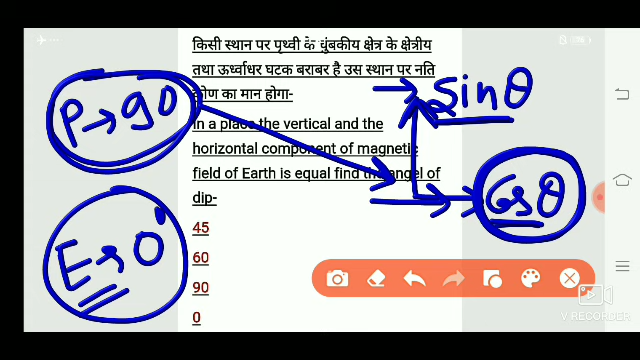 किसी स्थान पर पृथ्वी के चुंबकीय क्षेत्र के क्षेत्रीय
तथा ऊर्ध्वाधर घटक बराबर है उस स्थान पर नति
कोण का मान होगा-
sinθ
P→90
In a place the vertical and the
horizontal component of magnetic
field of Earth is equal find the angel of
dip-
Cosθ
E→0°
45
60
90
0
V RECORDER